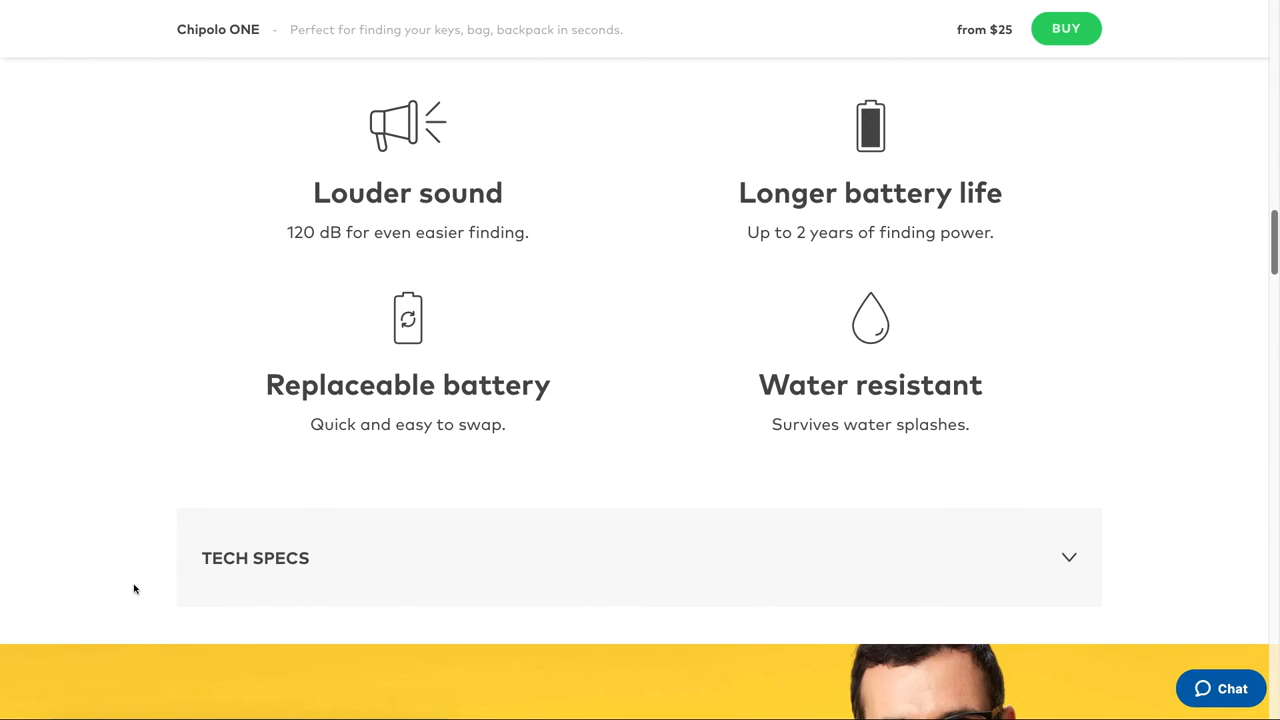 Chipolo ONE - Perfect for finding your keys, bag, backpack in seconds. from $25 BUY
Louder sound
120 dB for even easier finding.
Longer battery life
Up to 2 years of finding power.
Replaceable battery
Quick and easy to swap.
Water resistant
Survives water splashes.
TECH SPECS
Chat